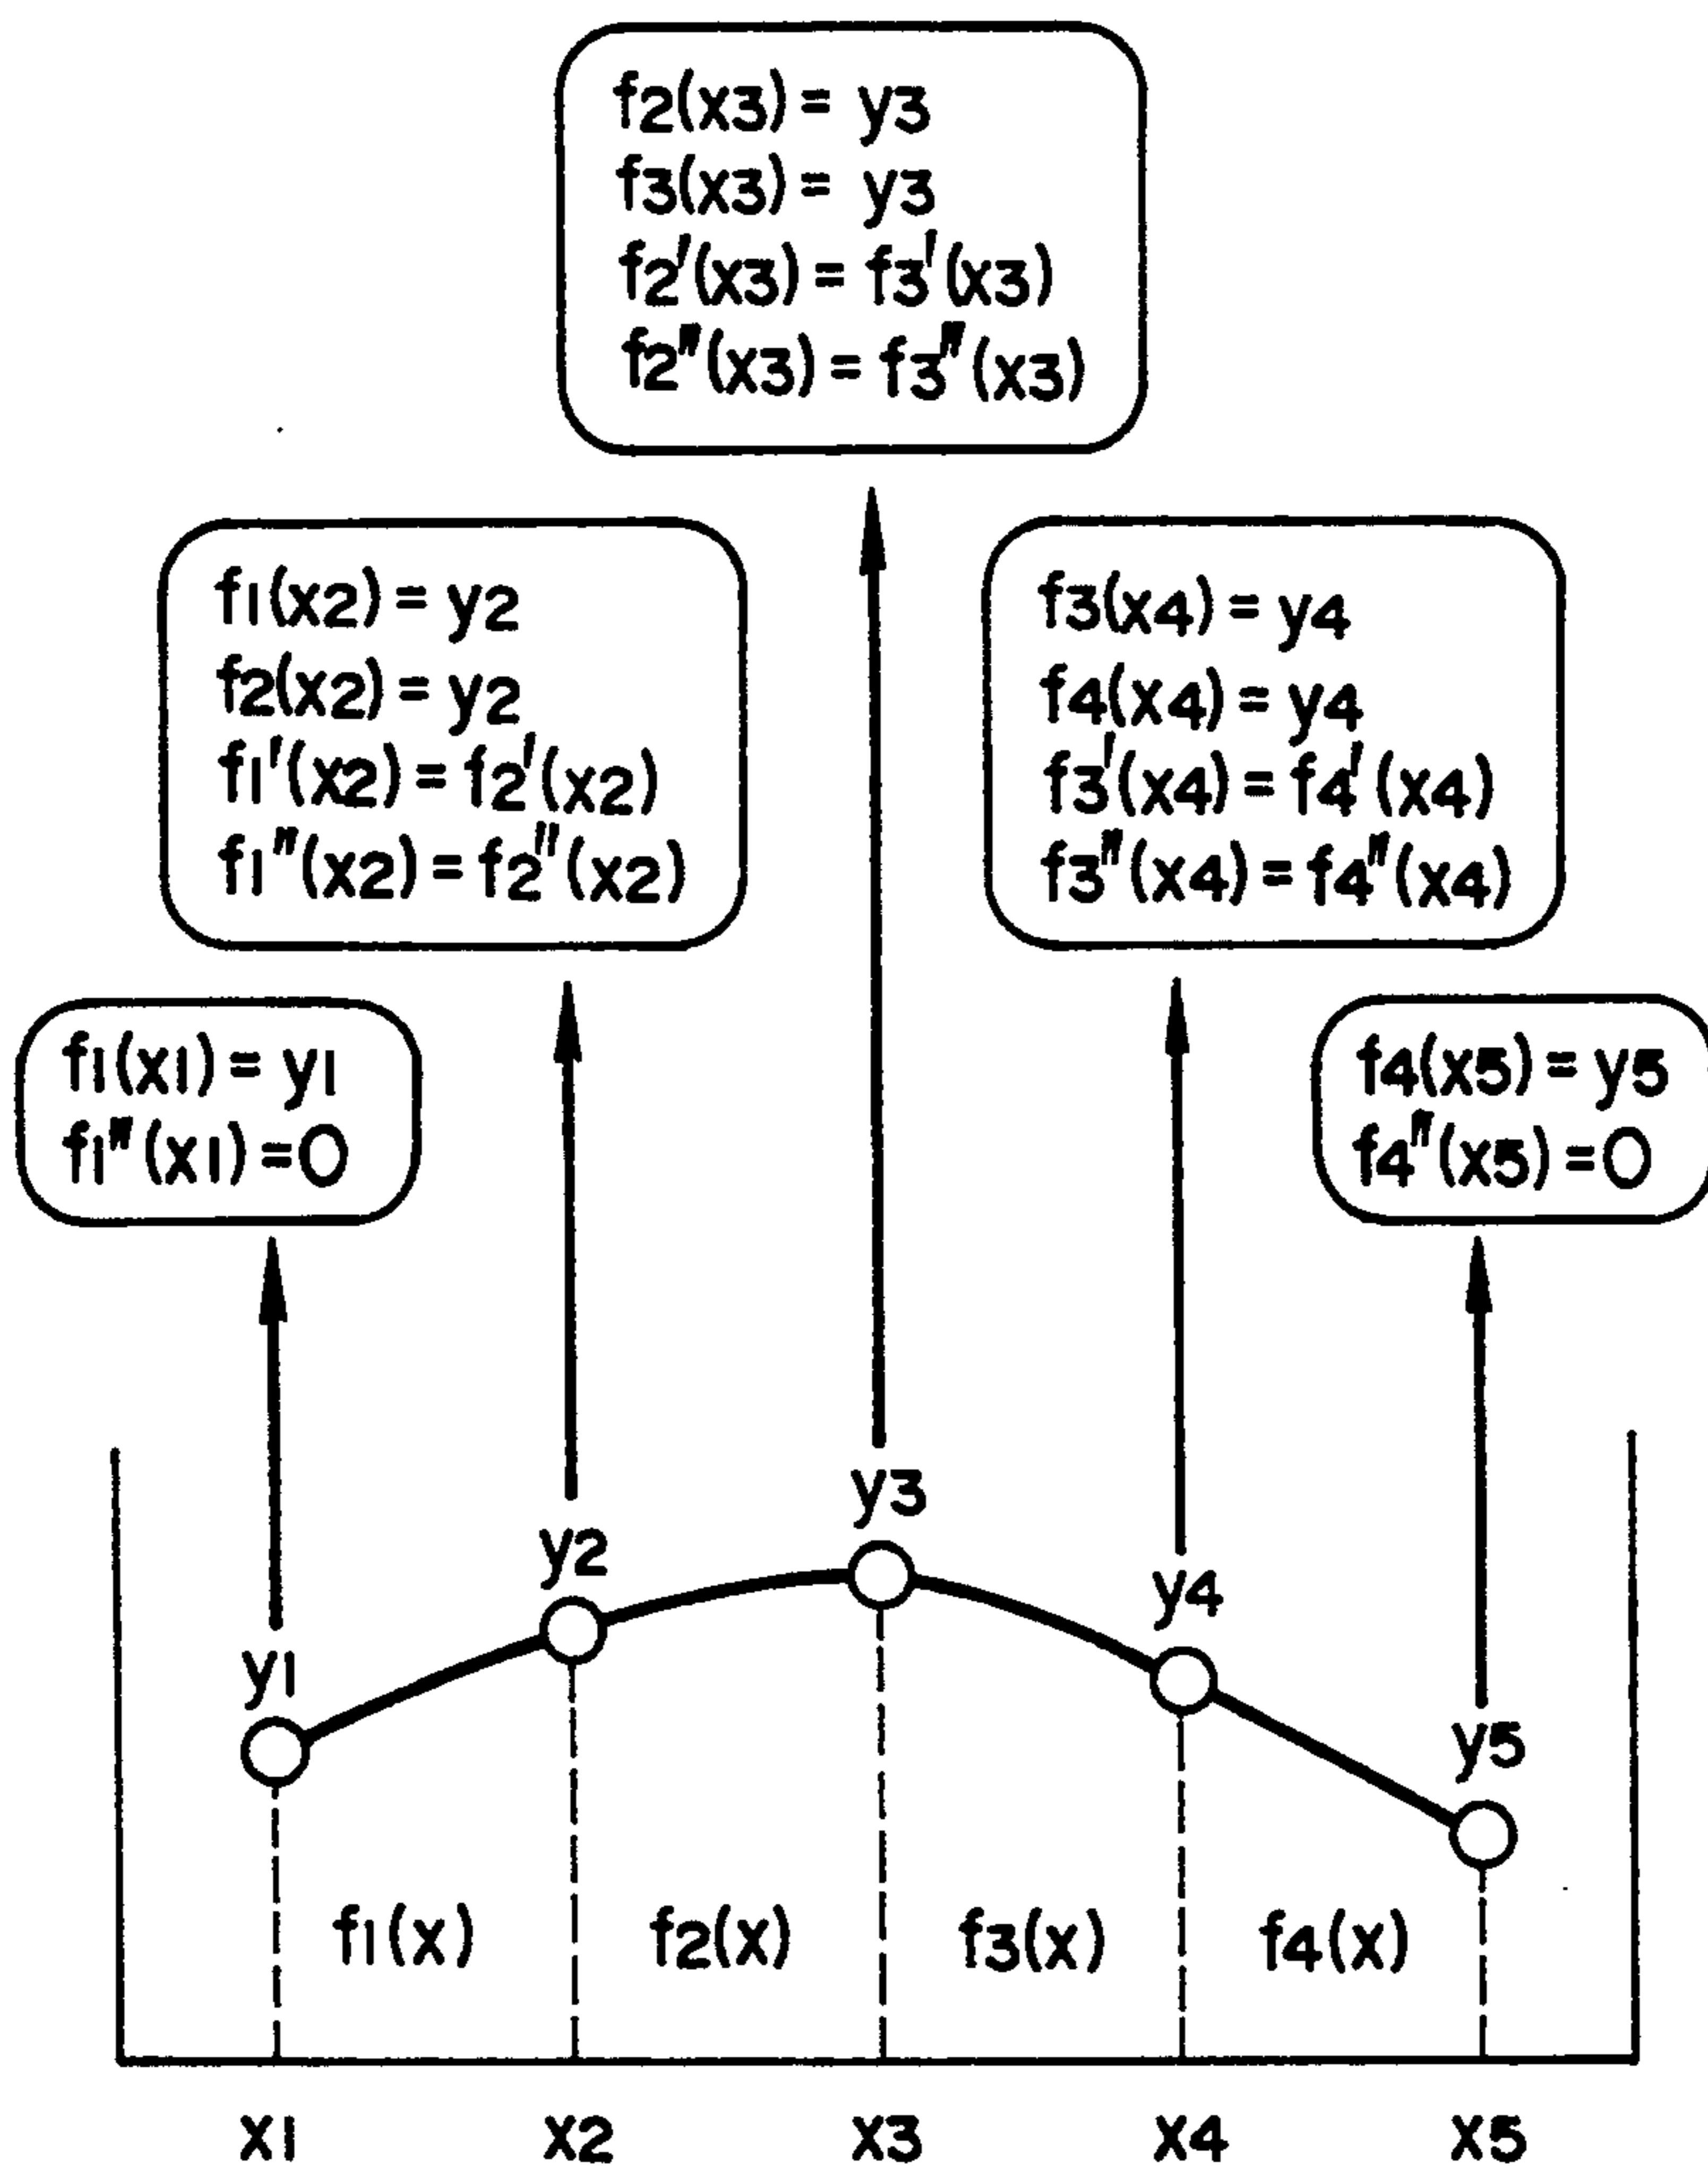 f2(x3) = y3
f3(x3) = y3
f2'(x3) = f3'(x3)
f2"(x3) = f3"(x3)
f1(x2) = y2
f2(x2) = y2
f1'(x2) = f2'(x2)
f1"(x2) = f2"(x2)
f3(x4) = y4
f4(x4) = y4
f3'(x4) = f4'(x4)
f3"(x4) = f4"(x4)
f1(x1) = y1
f1"(x1) = 0
f4(x5) = y5
f4"(x5) = 0
y1
y2
y3
y4
y5
f1(x)
f2(x)
f3(x)
f4(x)
x1
x2
x3
x4
x5